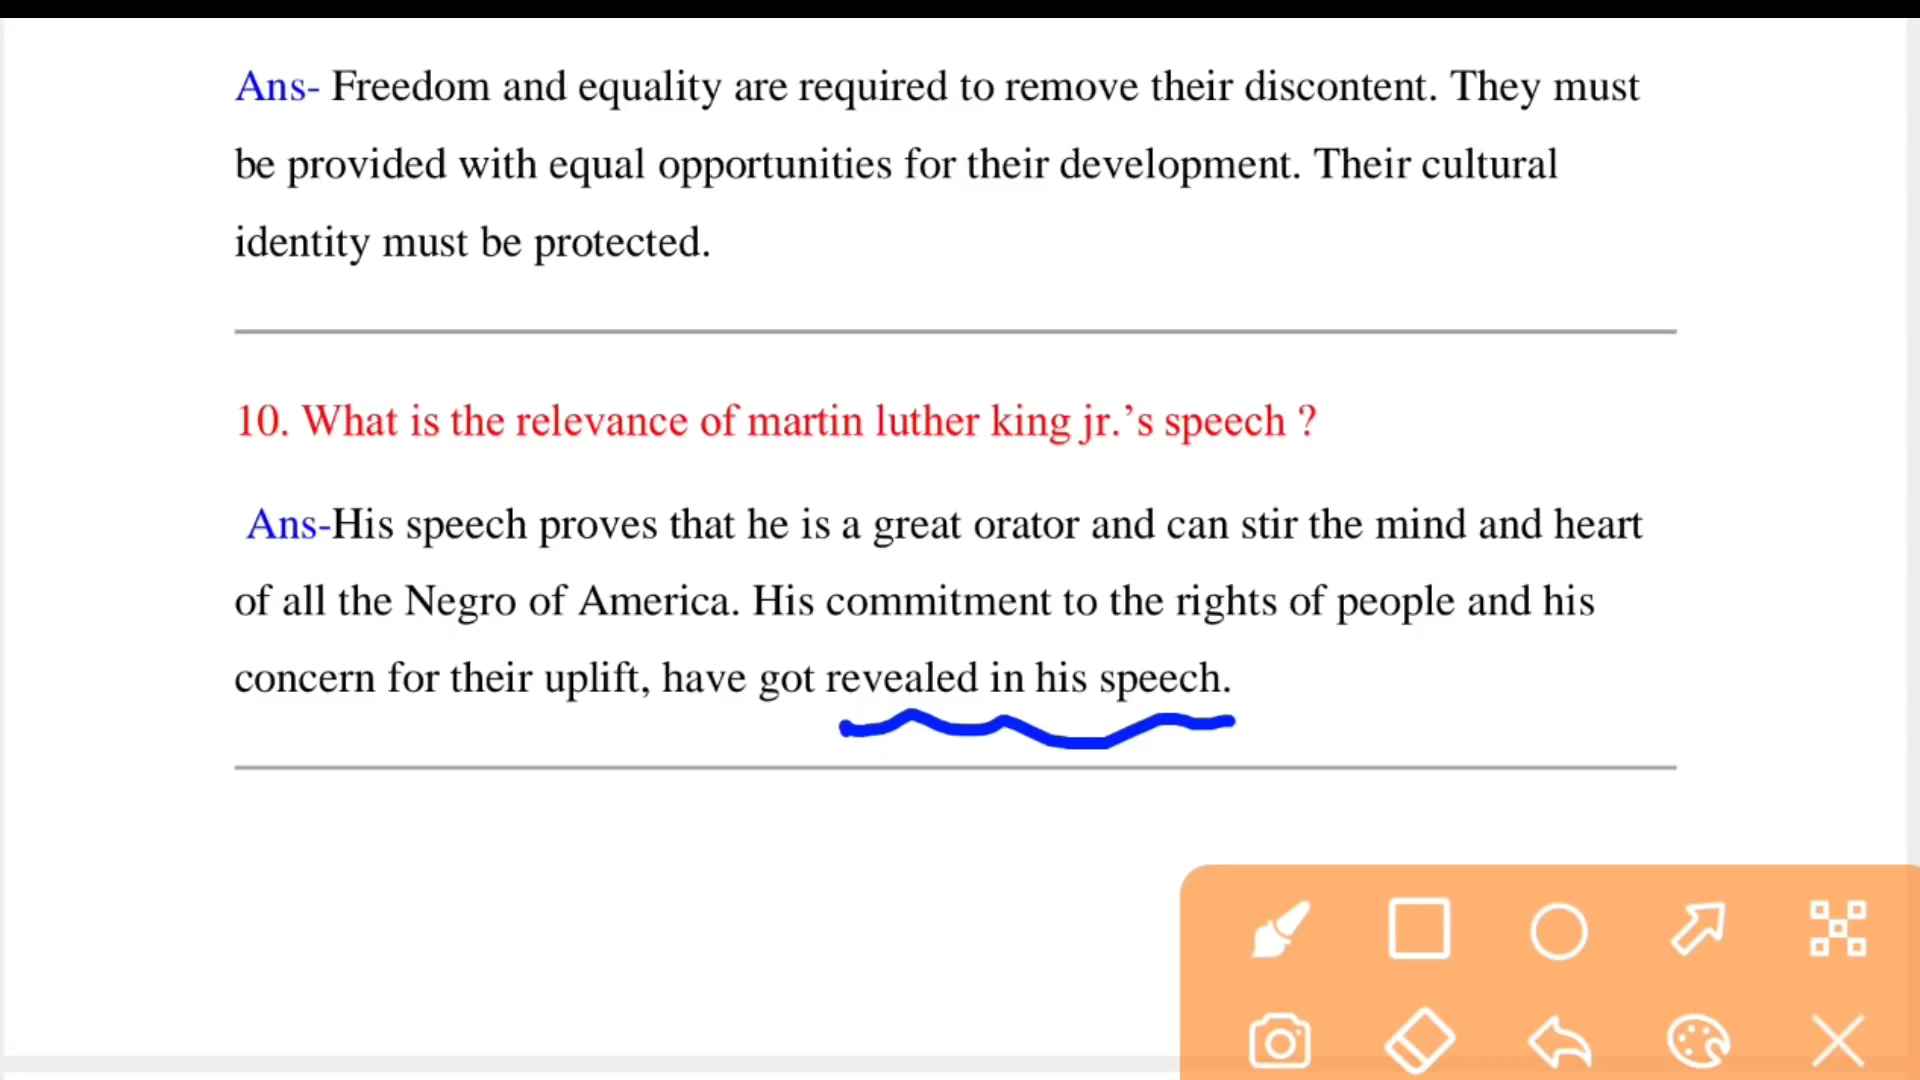 Ans- Freedom and equality are required to remove their discontent. They must
be provided with equal opportunities for their development. Their cultural
identity must be protected.
10. What is the relevance of martin luther king jr.’s speech ?
Ans-His speech proves that he is a great orator and can stir the mind and heart
of all the Negro of America. His commitment to the rights of people and his
concern for their uplift, have got revealed in his speech.